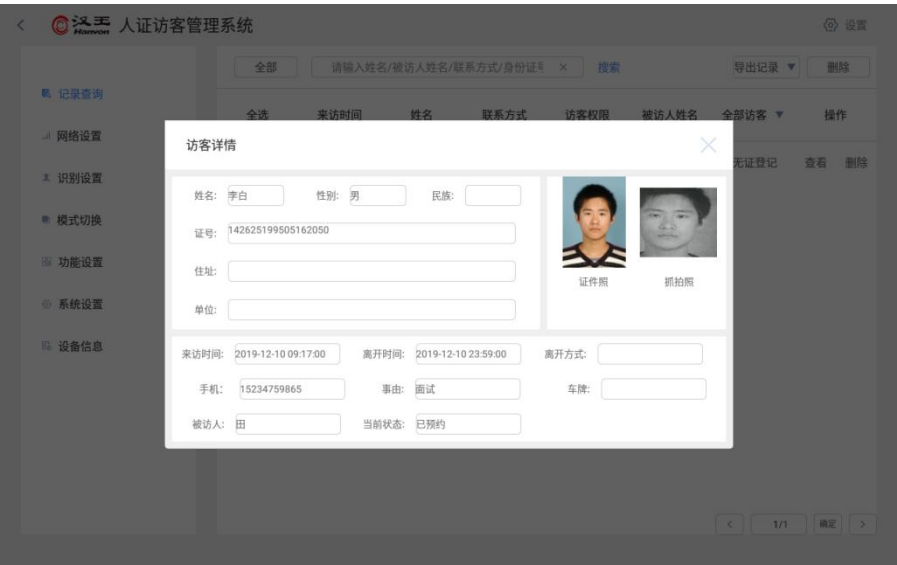 汉王 Hanvon 人证访客管理系统 设置
全部 请输入姓名/被访人姓名/联系方式/身份证号 × 搜索 导出记录 ▼ 删除
记录查询
全选 来访时间 姓名 联系方式 访客权限 被访人姓名 全部访客 ▼ 操作
网络设置
访客详情
无证登记 查看 删除
识别设置
姓名: 李白 性别: 男 民族:
模式切换
证号: 142625199505162050
功能设置
住址:
证件照 抓拍照
系统设置
单位:
设备信息
来访时间: 2019-12-10 09:17:00 离开时间: 2019-12-10 23:59:00 离开方式:
手机: 15234759865 事由: 面试 车牌:
被访人: 田 当前状态: 已预约
< 1/1 确定 >